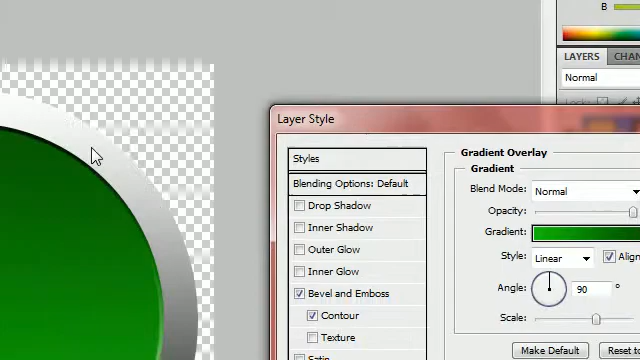 B
LAYERS CHAN
Normal
Lock:
Layer Style
Styles
Blending Options: Default
Drop Shadow
Inner Shadow
Outer Glow
Inner Glow
Bevel and Emboss
Contour
Texture
Satin
Gradient Overlay
Gradient
Blend Mode: Normal
Opacity:
Gradient:
Style: Linear Align
Angle: 90 °
Scale:
Make Default Reset to